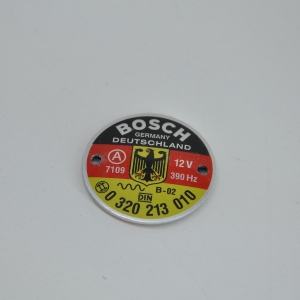 BOSCH
GERMANY
DEUTSCHLAND
A 12 V
7109 390 Hz
B-02
DIN
0 320 213 010